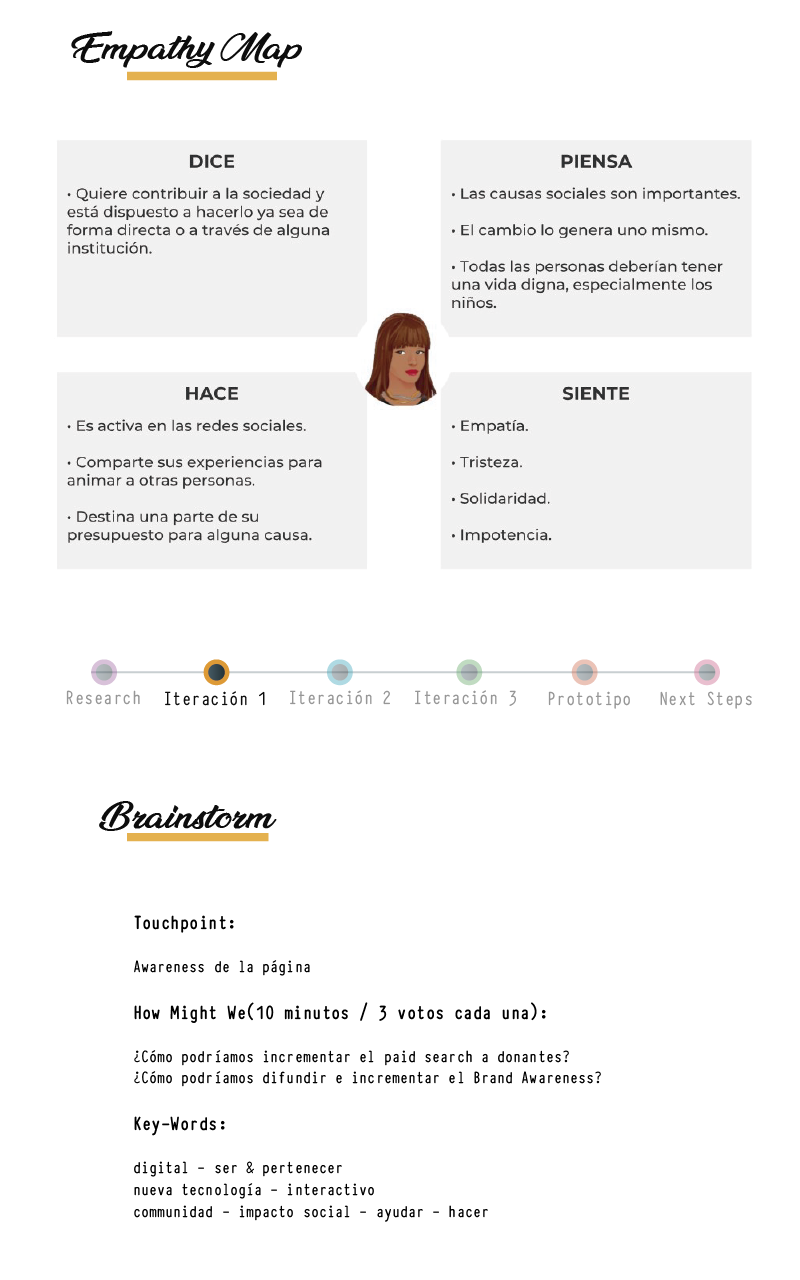 Empathy Map
DICE
• Quiere contribuir a la sociedad y
está dispuesto a hacerlo ya sea de
forma directa o a través de alguna
institución.
PIENSA
• Las causas sociales son importantes.
• El cambio lo genera uno mismo.
• Todas las personas deberían tener
una vida digna, especialmente los
niños.
HACE
• Es activa en las redes sociales.
• Comparte sus experiencias para
animar a otras personas.
• Destina una parte de su
presupuesto para alguna causa.
SIENTE
• Empatía.
• Tristeza.
• Solidaridad.
• Impotencia.
Research Iteración 1 Iteración 2 Iteración 3 Prototipo Next Steps
Brainstorm
Touchpoint:
Awareness de la página
How Might We(10 minutos / 3 votos cada una):
¿Cómo podríamos incrementar el paid search a donantes?
¿Cómo podríamos difundir e incrementar el Brand Awareness?
Key-Words:
digital - ser & pertenecer
nueva tecnología - interactivo
communidad - impacto social - ayudar - hacer